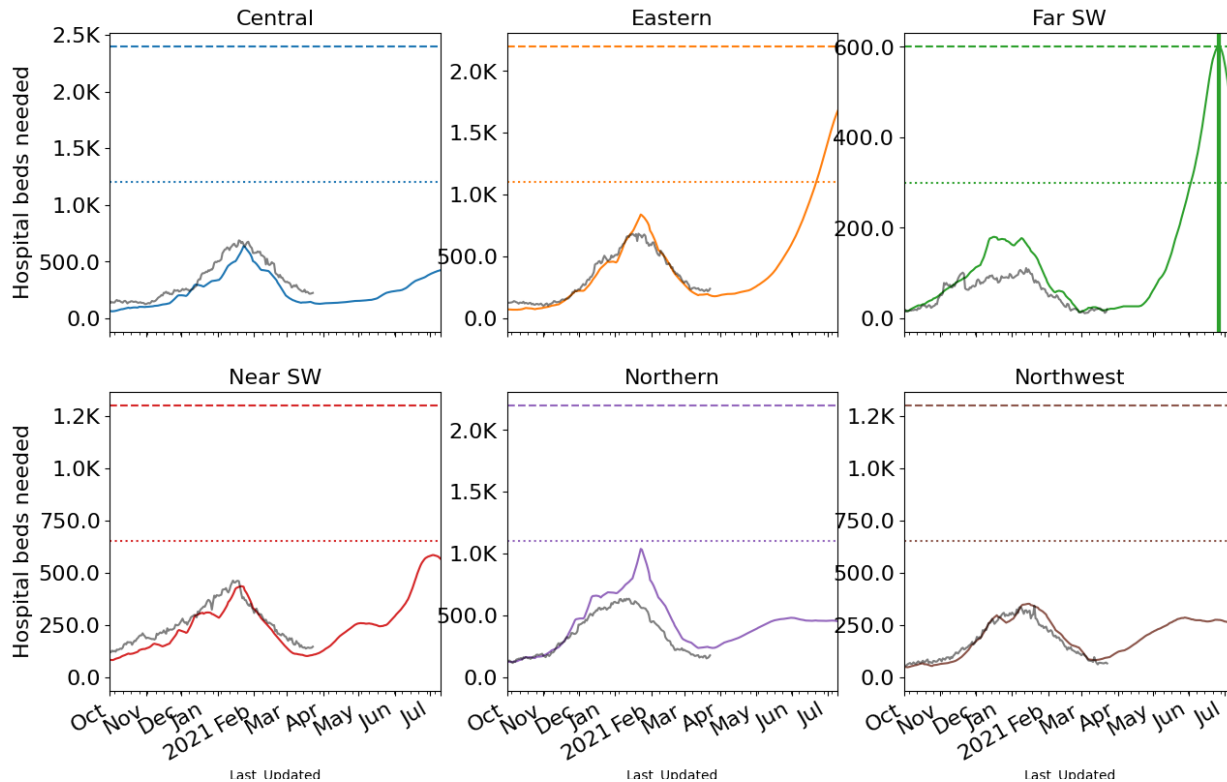 Central
Eastern
Far SW
Hospital beds needed
2.5K
2.0K
1.5K
1.0K
500.0
0.0
2.0K
1.5K
1.0K
500.0
0.0
600.0
400.0
200.0
0.0
Near SW
Northern
Northwest
Hospital beds needed
1.2K
1.0K
750.0
500.0
250.0
0.0
2.0K
1.5K
1.0K
500.0
0.0
1.2K
1.0K
750.0
500.0
250.0
0.0
Oct
Nov
Dec
2021 Jan
Feb
Mar
Apr
May
Jun
Jul
Oct
Nov
Dec
2021 Jan
Feb
Mar
Apr
May
Jun
Jul
Oct
Nov
Dec
2021 Jan
Feb
Mar
Apr
May
Jun
Jul
Last_Updated
Last_Updated
Last_Updated